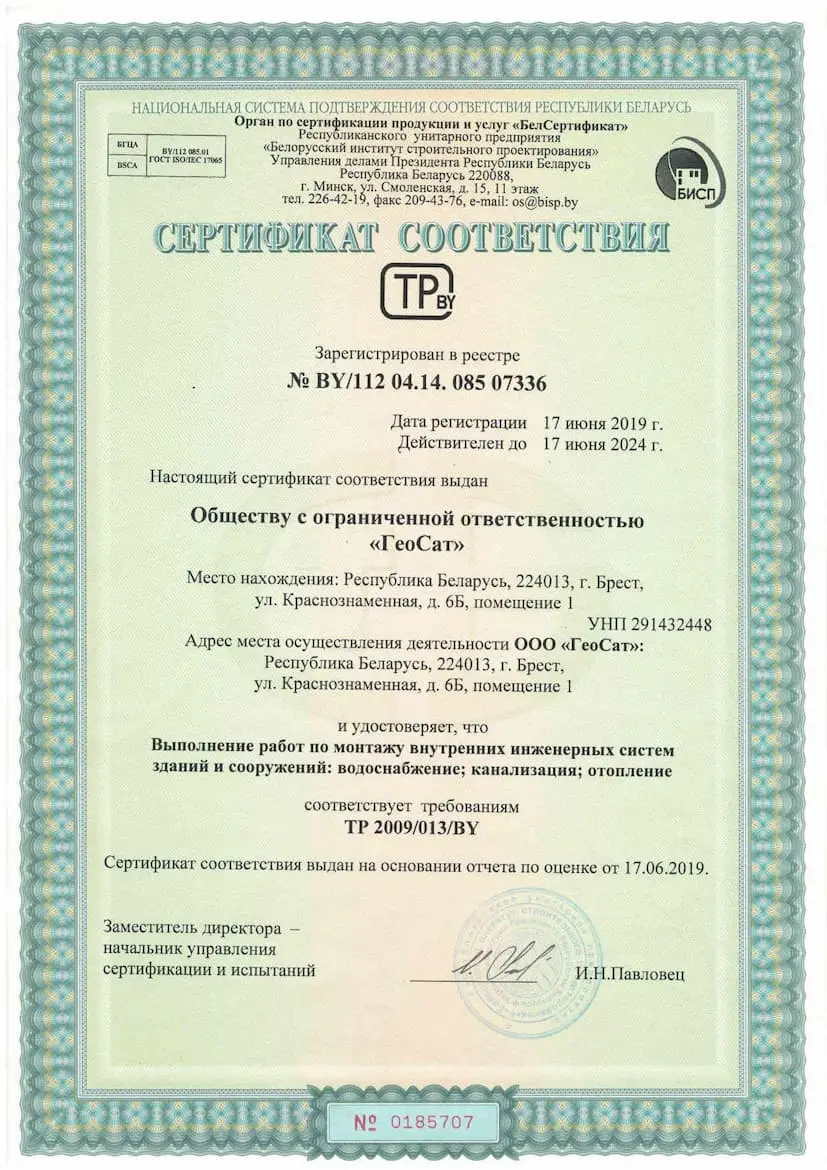 НАЦИОНАЛЬНАЯ СИСТЕМА ПОДТВЕРЖДЕНИЯ СООТВЕТСТВИЯ РЕСПУБЛИКИ БЕЛАРУСЬ
Орган по сертификации продукции и услуг «БелСертификат»
Республиканского унитарного предприятия
«Белорусский институт строительного проектирования»
Управления делами Президента Республики Беларусь
Республика Беларусь 220088,
г. Минск, ул. Смоленская, д. 15, 11 этаж
тел. 226-42-19, факс 209-43-76, e-mail: os@bisp.by
БГЦА
BSCA
BY/112 085.01
ГОСТ ISO/IEC 17065
БИСП
СЕРТИФИКАТ СООТВЕТСТВИЯ
ТР BY
Зарегистрирован в реестре
№ BY/112 04.14. 085 07336
Дата регистрации 17 июня 2019 г.
Действителен до 17 июня 2024 г.
Настоящий сертификат соответствия выдан
Обществу с ограниченной ответственностью
«ГеоСат»
Место нахождения: Республика Беларусь, 224013, г. Брест,
ул. Краснознаменная, д. 6Б, помещение 1
УНП 291432448
Адрес места осуществления деятельности ООО «ГеоСат»:
Республика Беларусь, 224013, г. Брест,
ул. Краснознаменная, д. 6Б, помещение 1
и удостоверяет, что
Выполнение работ по монтажу внутренних инженерных систем
зданий и сооружений: водоснабжение; канализация; отопление
соответствует требованиям
ТР 2009/013/BY
Сертификат соответствия выдан на основании отчета по оценке от 17.06.2019.
Заместитель директора –
начальник управления
сертификации и испытаний
И.Н.Павловец
№ 0185707